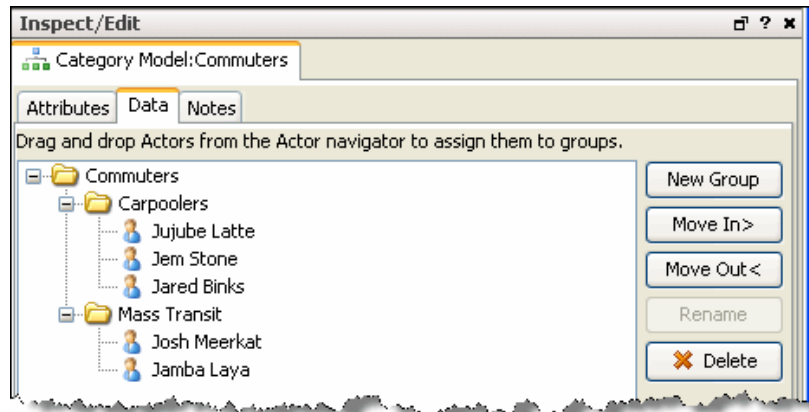 Inspect/Edit
Category Model:Commuters
Attributes Data Notes
Drag and drop Actors from the Actor navigator to assign them to groups.
Commuters
Carpoolers
Jujube Latte
Jem Stone
Jared Binks
Mass Transit
Josh Meerkat
Jamba Laya
New Group
Move In>
Move Out<
Rename
Delete